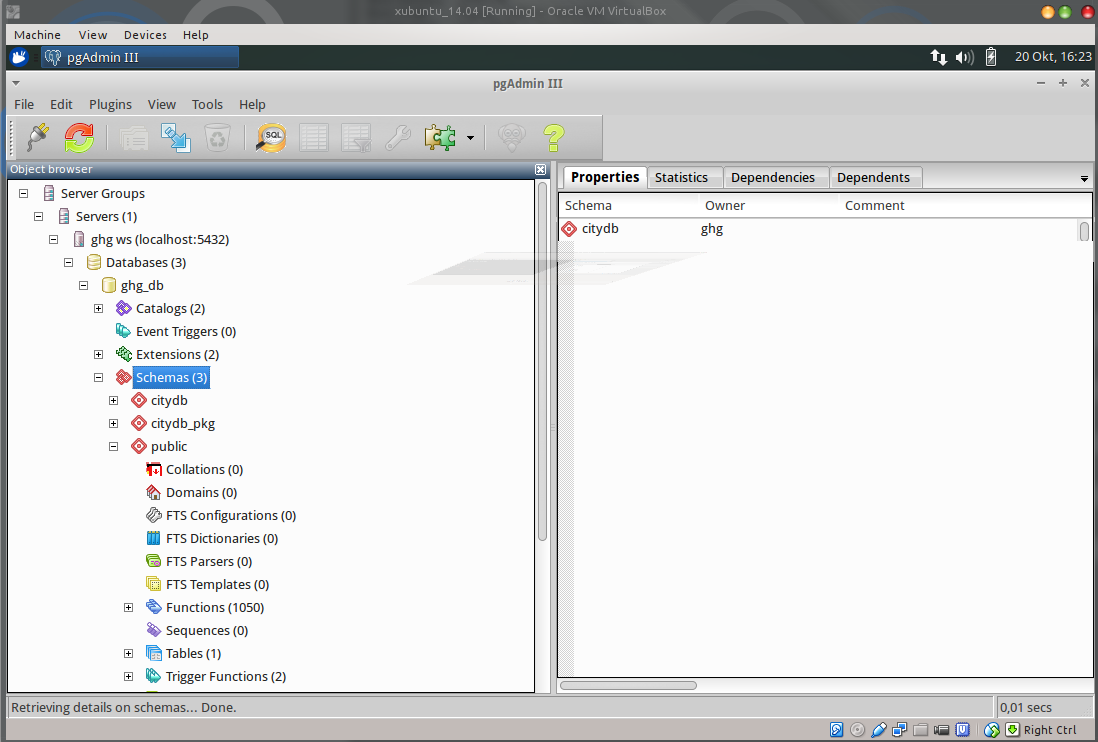 xubuntu_14.04 [Running] - Oracle VM VirtualBox
Machine View Devices Help
pgAdmin III
20 Okt, 16:23
pgAdmin III
File Edit Plugins View Tools Help
SQL
Object browser
Server Groups
Servers (1)
ghg ws (localhost:5432)
Databases (3)
ghg_db
Catalogs (2)
Event Triggers (0)
Extensions (2)
Schemas (3)
citydb
citydb_pkg
public
Collations (0)
Domains (0)
FTS Configurations (0)
FTS Dictionaries (0)
FTS Parsers (0)
FTS Templates (0)
Functions (1050)
Sequences (0)
Tables (1)
Trigger Functions (2)
Properties Statistics Dependencies Dependents
Schema Owner Comment
citydb ghg
Retrieving details on schemas... Done.
0,01 secs
Right Ctrl